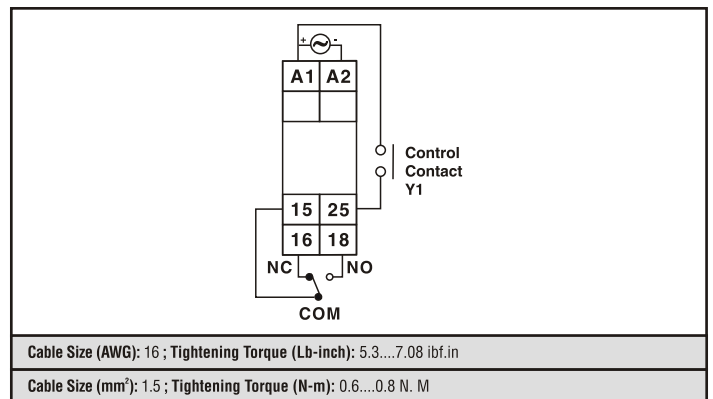 + -
A1 A2
Control
Contact
Y1
15 25
16 18
NC NO
COM
Cable Size (AWG): 16 ; Tightening Torque (Lb-inch): 5.3....7.08 ibf.in
Cable Size (mm²): 1.5 ; Tightening Torque (N-m): 0.6....0.8 N. M